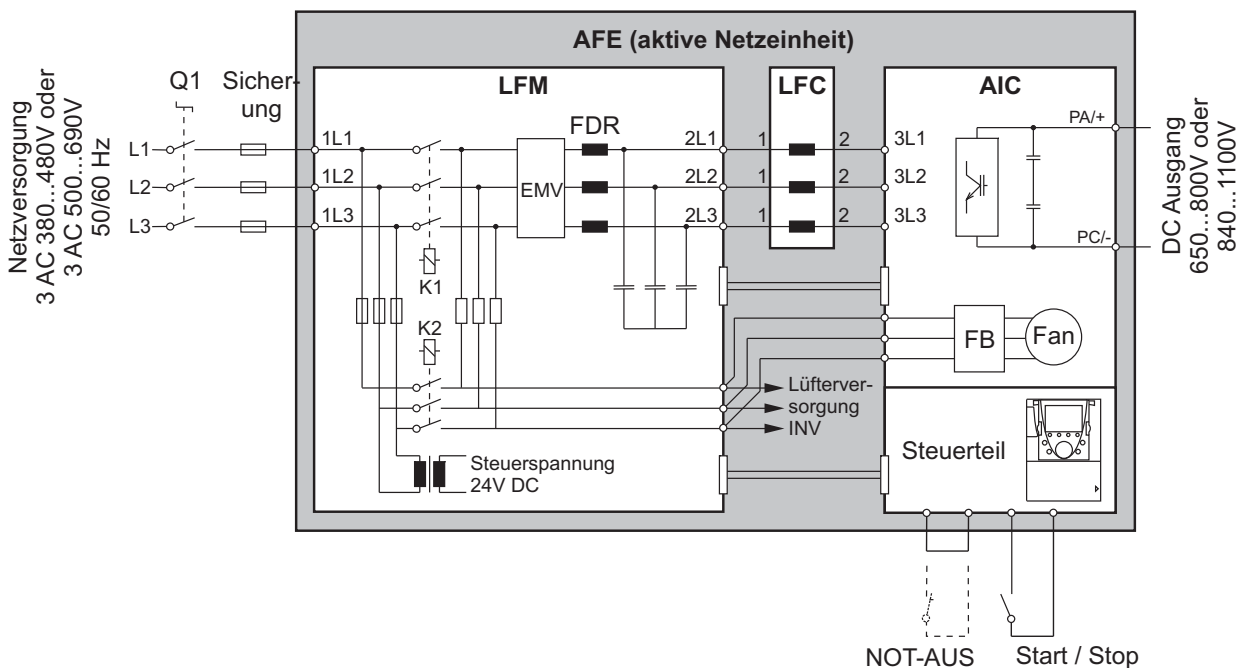 AFE (aktive Netzeinheit)
Netzversorgung
3 AC 380...480V oder
3 AC 500...690V
50/60 Hz
Q1
Sicher-
ung
L1
L2
L3
LFM
1L1
1L2
1L3
K1
K2
EMV
FDR
2L1
2L2
2L3
Steuerspannung
24V DC
LFC
1 2
1 2
1 2
AIC
3L1
3L2
3L3
PA/+
PC/-
FB
Fan
Lüfterver-
sorgung
INV
Steuerteil
DC Ausgang
650...800V oder
840...1100V
NOT-AUS
Start / Stop